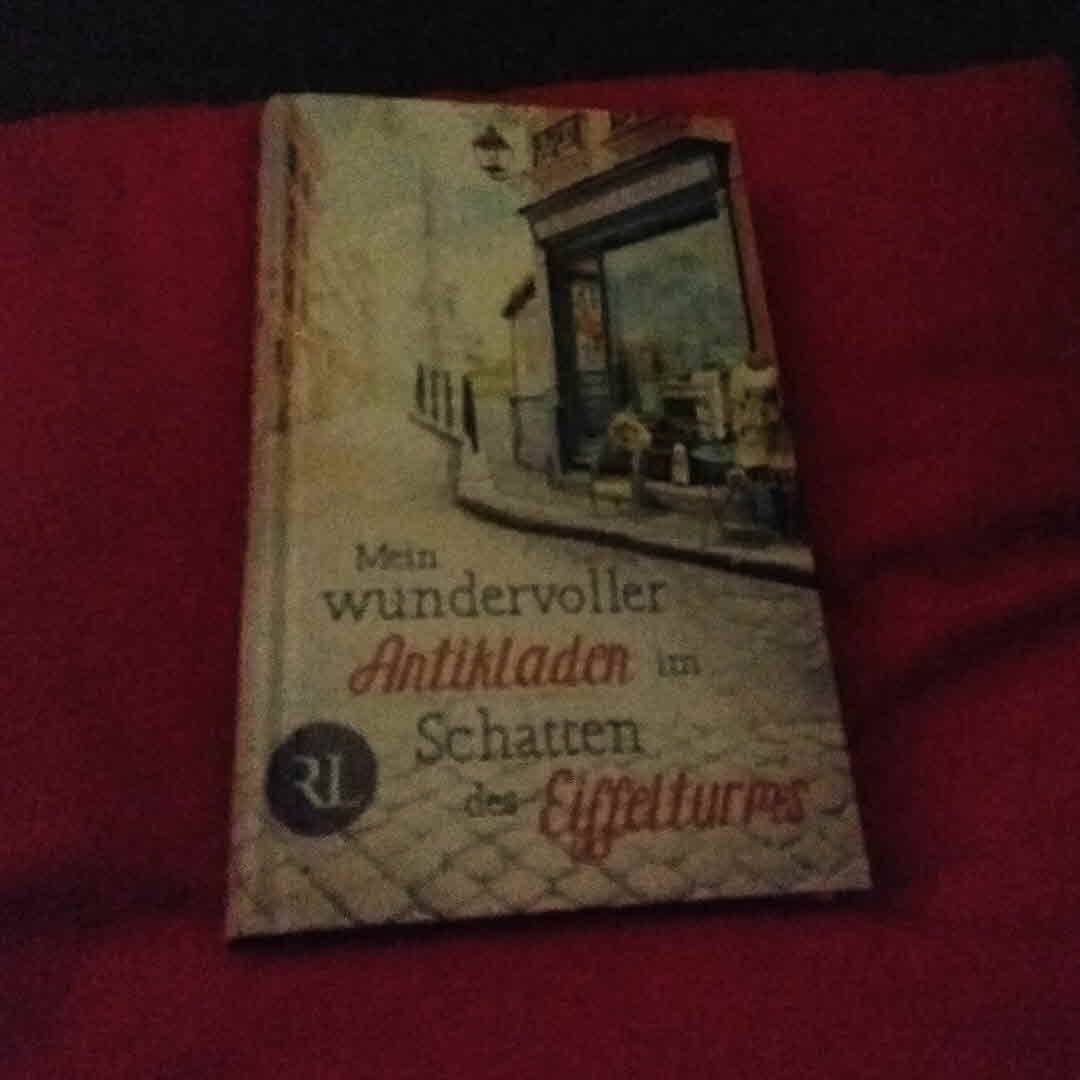 Mein
wundervoller
Antikladen im
Schatten
des Eiffelturms
RL